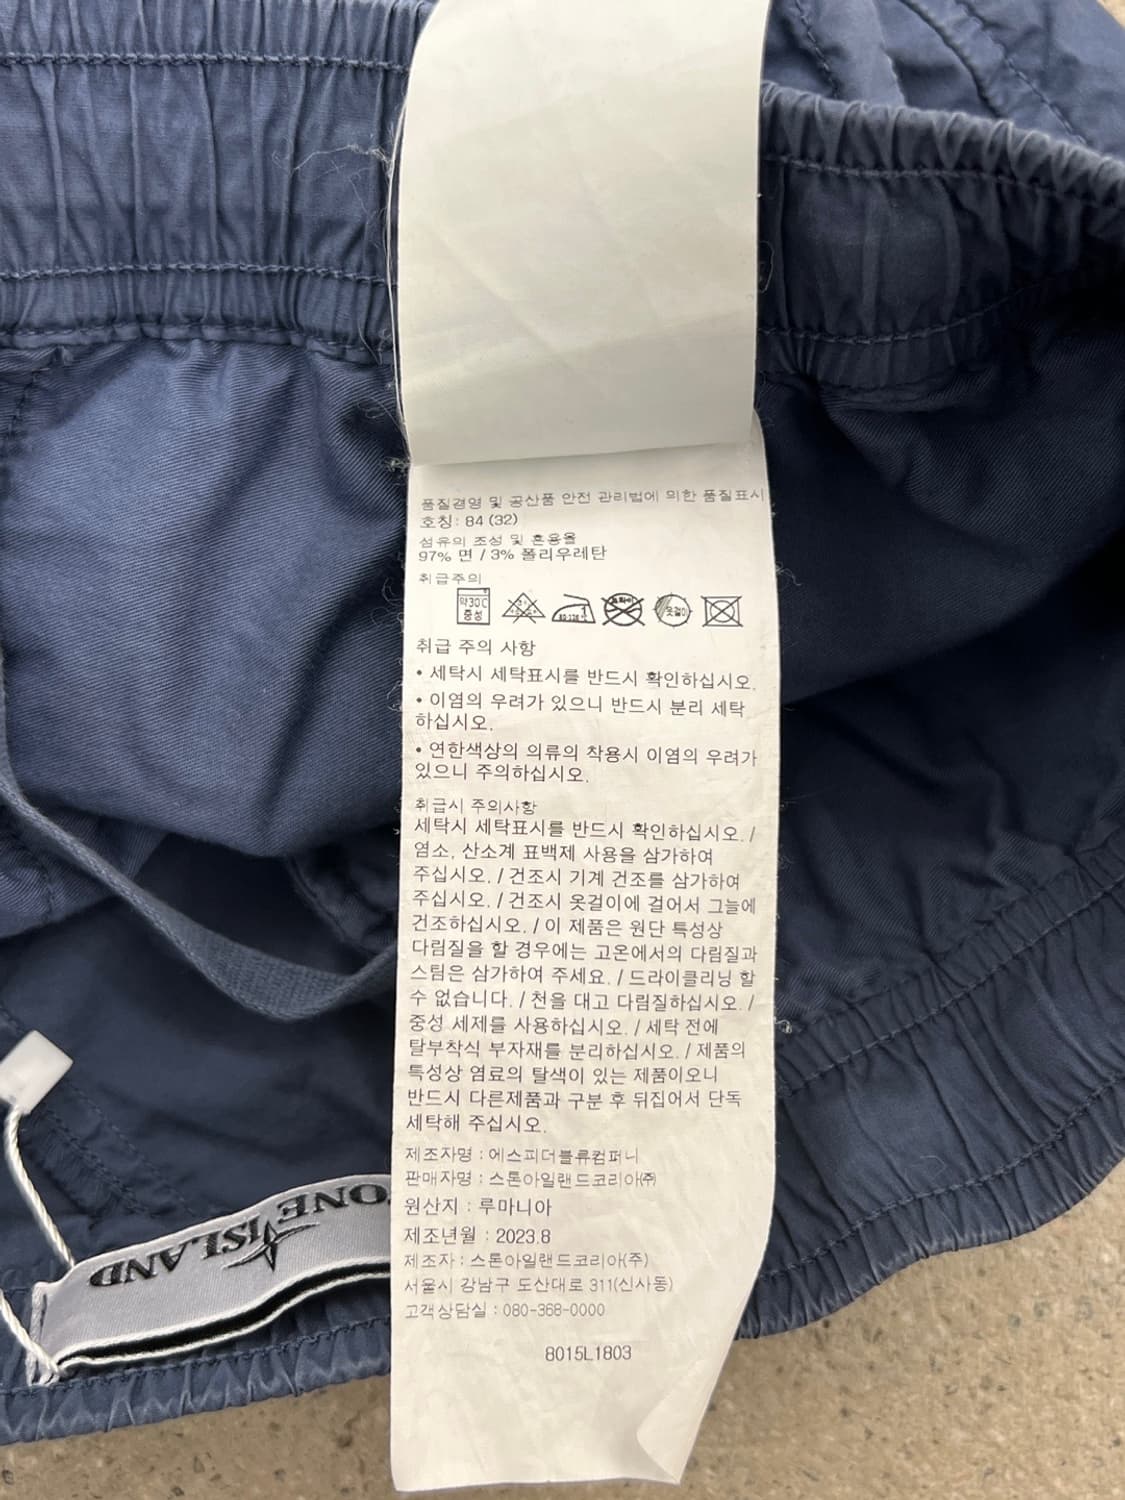 품질경영 및 공산품 안전 관리법에 의한 품질표시
호칭: 84 (32)
섬유의 조성 및 혼용율
97% 면 / 3% 폴리우레탄
취급주의
약30℃
중성
옷걸이
취급 주의 사항
• 세탁시 세탁표시를 반드시 확인하십시오.
• 이염의 우려가 있으니 반드시 분리 세탁
하십시오.
• 연한색상의 의류의 착용시 이염의 우려가
있으니 주의하십시오.
취급시 주의사항
세탁시 세탁표시를 반드시 확인하십시오. /
염소, 산소계 표백제 사용을 삼가하여
주십시오. / 건조시 기계 건조를 삼가하여
주십시오. / 건조시 옷걸이에 걸어서 그늘에
건조하십시오. / 이 제품은 원단 특성상
다림질을 할 경우에는 고온에서의 다림질과
스팀은 삼가하여 주세요. / 드라이클리닝 할
수 없습니다. / 천을 대고 다림질하십시오. /
중성 세제를 사용하십시오. / 세탁 전에
탈부착식 부자재를 분리하십시오. / 제품의
특성상 염료의 탈색이 있는 제품이오니
반드시 다른제품과 구분 후 뒤집어서 단독
세탁해 주십시오.
제조자명 : 에스피더블류컴퍼니
판매자명 : 스톤아일랜드코리아㈜
원산지 : 루마니아
제조년월 : 2023.8
제조자 : 스톤아일랜드코리아(주)
서울시 강남구 도산대로 311(신사동)
고객상담실 : 080-368-0000
8015L1803
TONE ISLAND